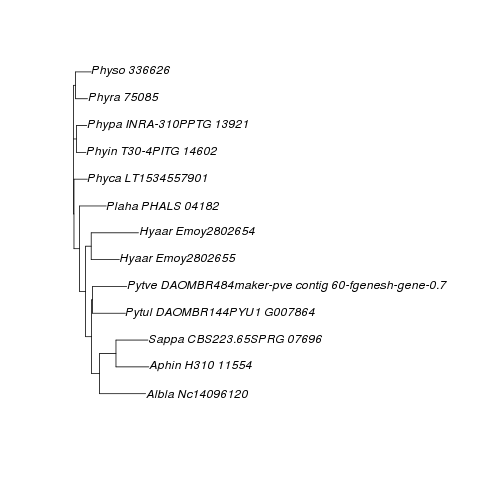 Physo 336626
Phyra 75085
Phypa INRA-310PPTG 13921
Phyin T30-4PITG 14602
Phyca LT1534557901
Plaha PHALS 04182
Hyaar Emoy2802654
Hyaar Emoy2802655
Pytve DAOMBR484maker-pve contig 60-fgenesh-gene-0.7
Pytul DAOMBR144PYU1 G007864
Sappa CBS223.65SPRG 07696
Aphin H310 11554
Albla Nc14096120